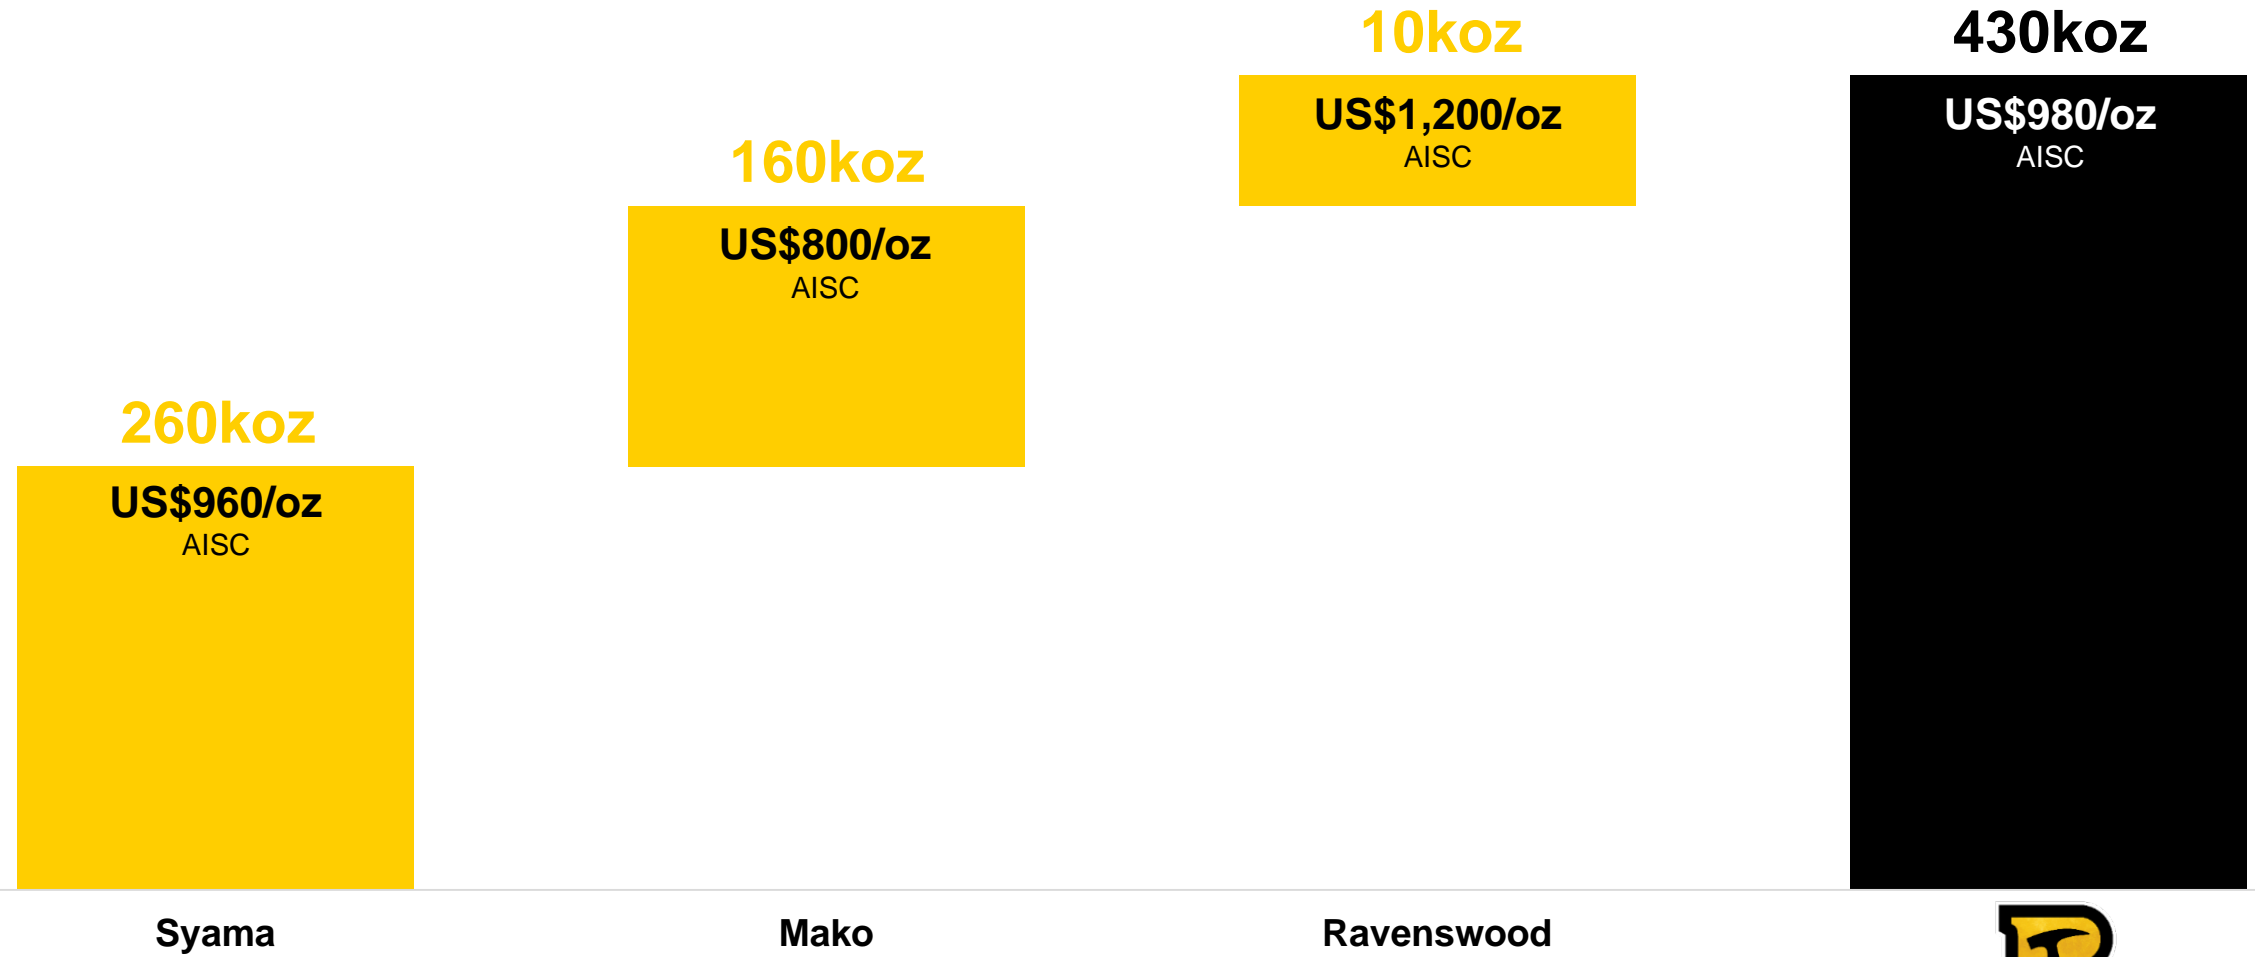 10koz
430koz
US$1,200/oz
AISC
US$980/oz
AISC
160koz
US$800/oz
AISC
260koz
US$960/oz
AISC
Syama
Mako
Ravenswood